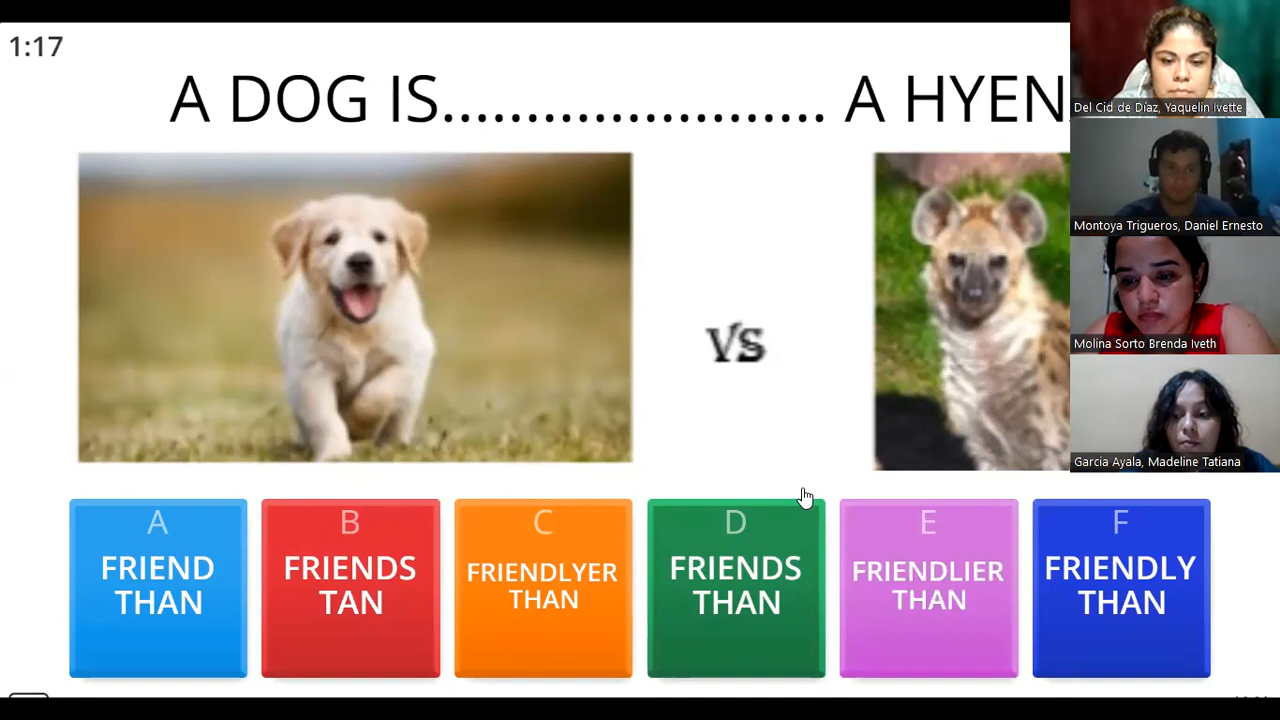 1:17
A DOG IS....................... A HYEN
VS
A
FRIEND
THAN
B
FRIENDS
TAN
C
FRIENDLYER
THAN
D
FRIENDS
THAN
E
FRIENDLIER
THAN
F
FRIENDLY
THAN
Del Cid de Diaz, Yaquelin Ivette
Montoya Trigueros, Daniel Ernesto
Molina Sorto Brenda Iveth
Garcia Ayala, Madeline Tatiana